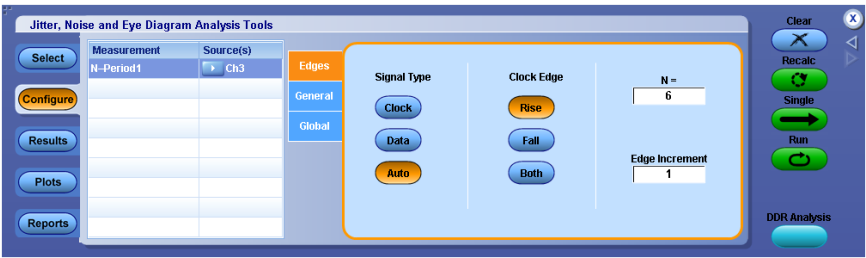 Jitter, Noise and Eye Diagram Analysis Tools
Clear
X
Select
Measurement
Source(s)
N–Period1
Ch3
Edges
General
Global
Signal Type
Clock Edge
N =
6
Clock
Rise
Data
Fall
Edge Increment
1
Auto
Both
Configure
Results
Plots
Reports
Recalc
Single
Run
DDR Analysis